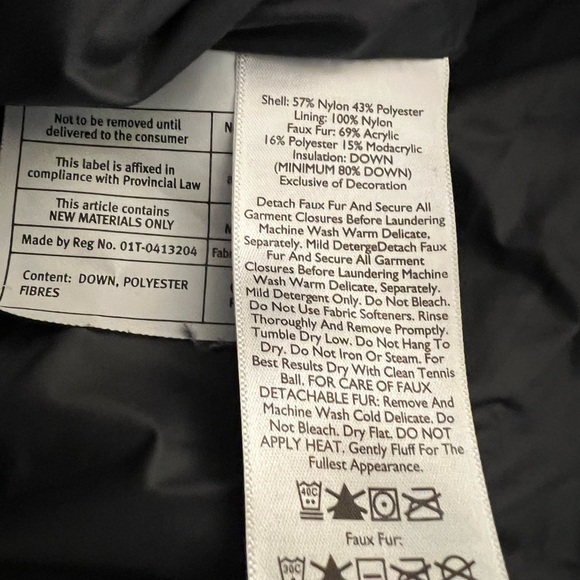 Not to be removed until
delivered to the consumer
This label is affixed in
compliance with Provincial Law
This article contains
NEW MATERIALS ONLY
Made by Reg No. 01T-0413204
Content: DOWN, POLYESTER
FIBRES
Shell: 57% Nylon 43% Polyester
Lining: 100% Nylon
Faux Fur: 69% Acrylic
16% Polyester 15% Modacrylic
Insulation: DOWN
(MINIMUM 80% DOWN)
Exclusive of Decoration
Detach Faux Fur And Secure All
Garment Closures Before Laundering
Machine Wash Warm Delicate,
Separately. Mild DetergeDetach Faux
Fur And Secure All Garment
Closures Before Laundering Machine
Wash Warm Delicate, Separately.
Mild Detergent Only. Do Not Bleach.
Do Not Use Fabric Softeners. Rinse
Thoroughly And Remove Promptly.
Tumble Dry Low. Do Not Hang To
Dry. Do Not Iron Or Steam. For
Best Results Dry With Clean Tennis
Ball. FOR CARE OF FAUX
DETACHABLE FUR: Remove And
Machine Wash Cold Delicate. Do
Not Bleach. Dry Flat. DO NOT
APPLY HEAT. Gently Fluff For The
Fullest Appearance.
40C
Faux Fur:
30C